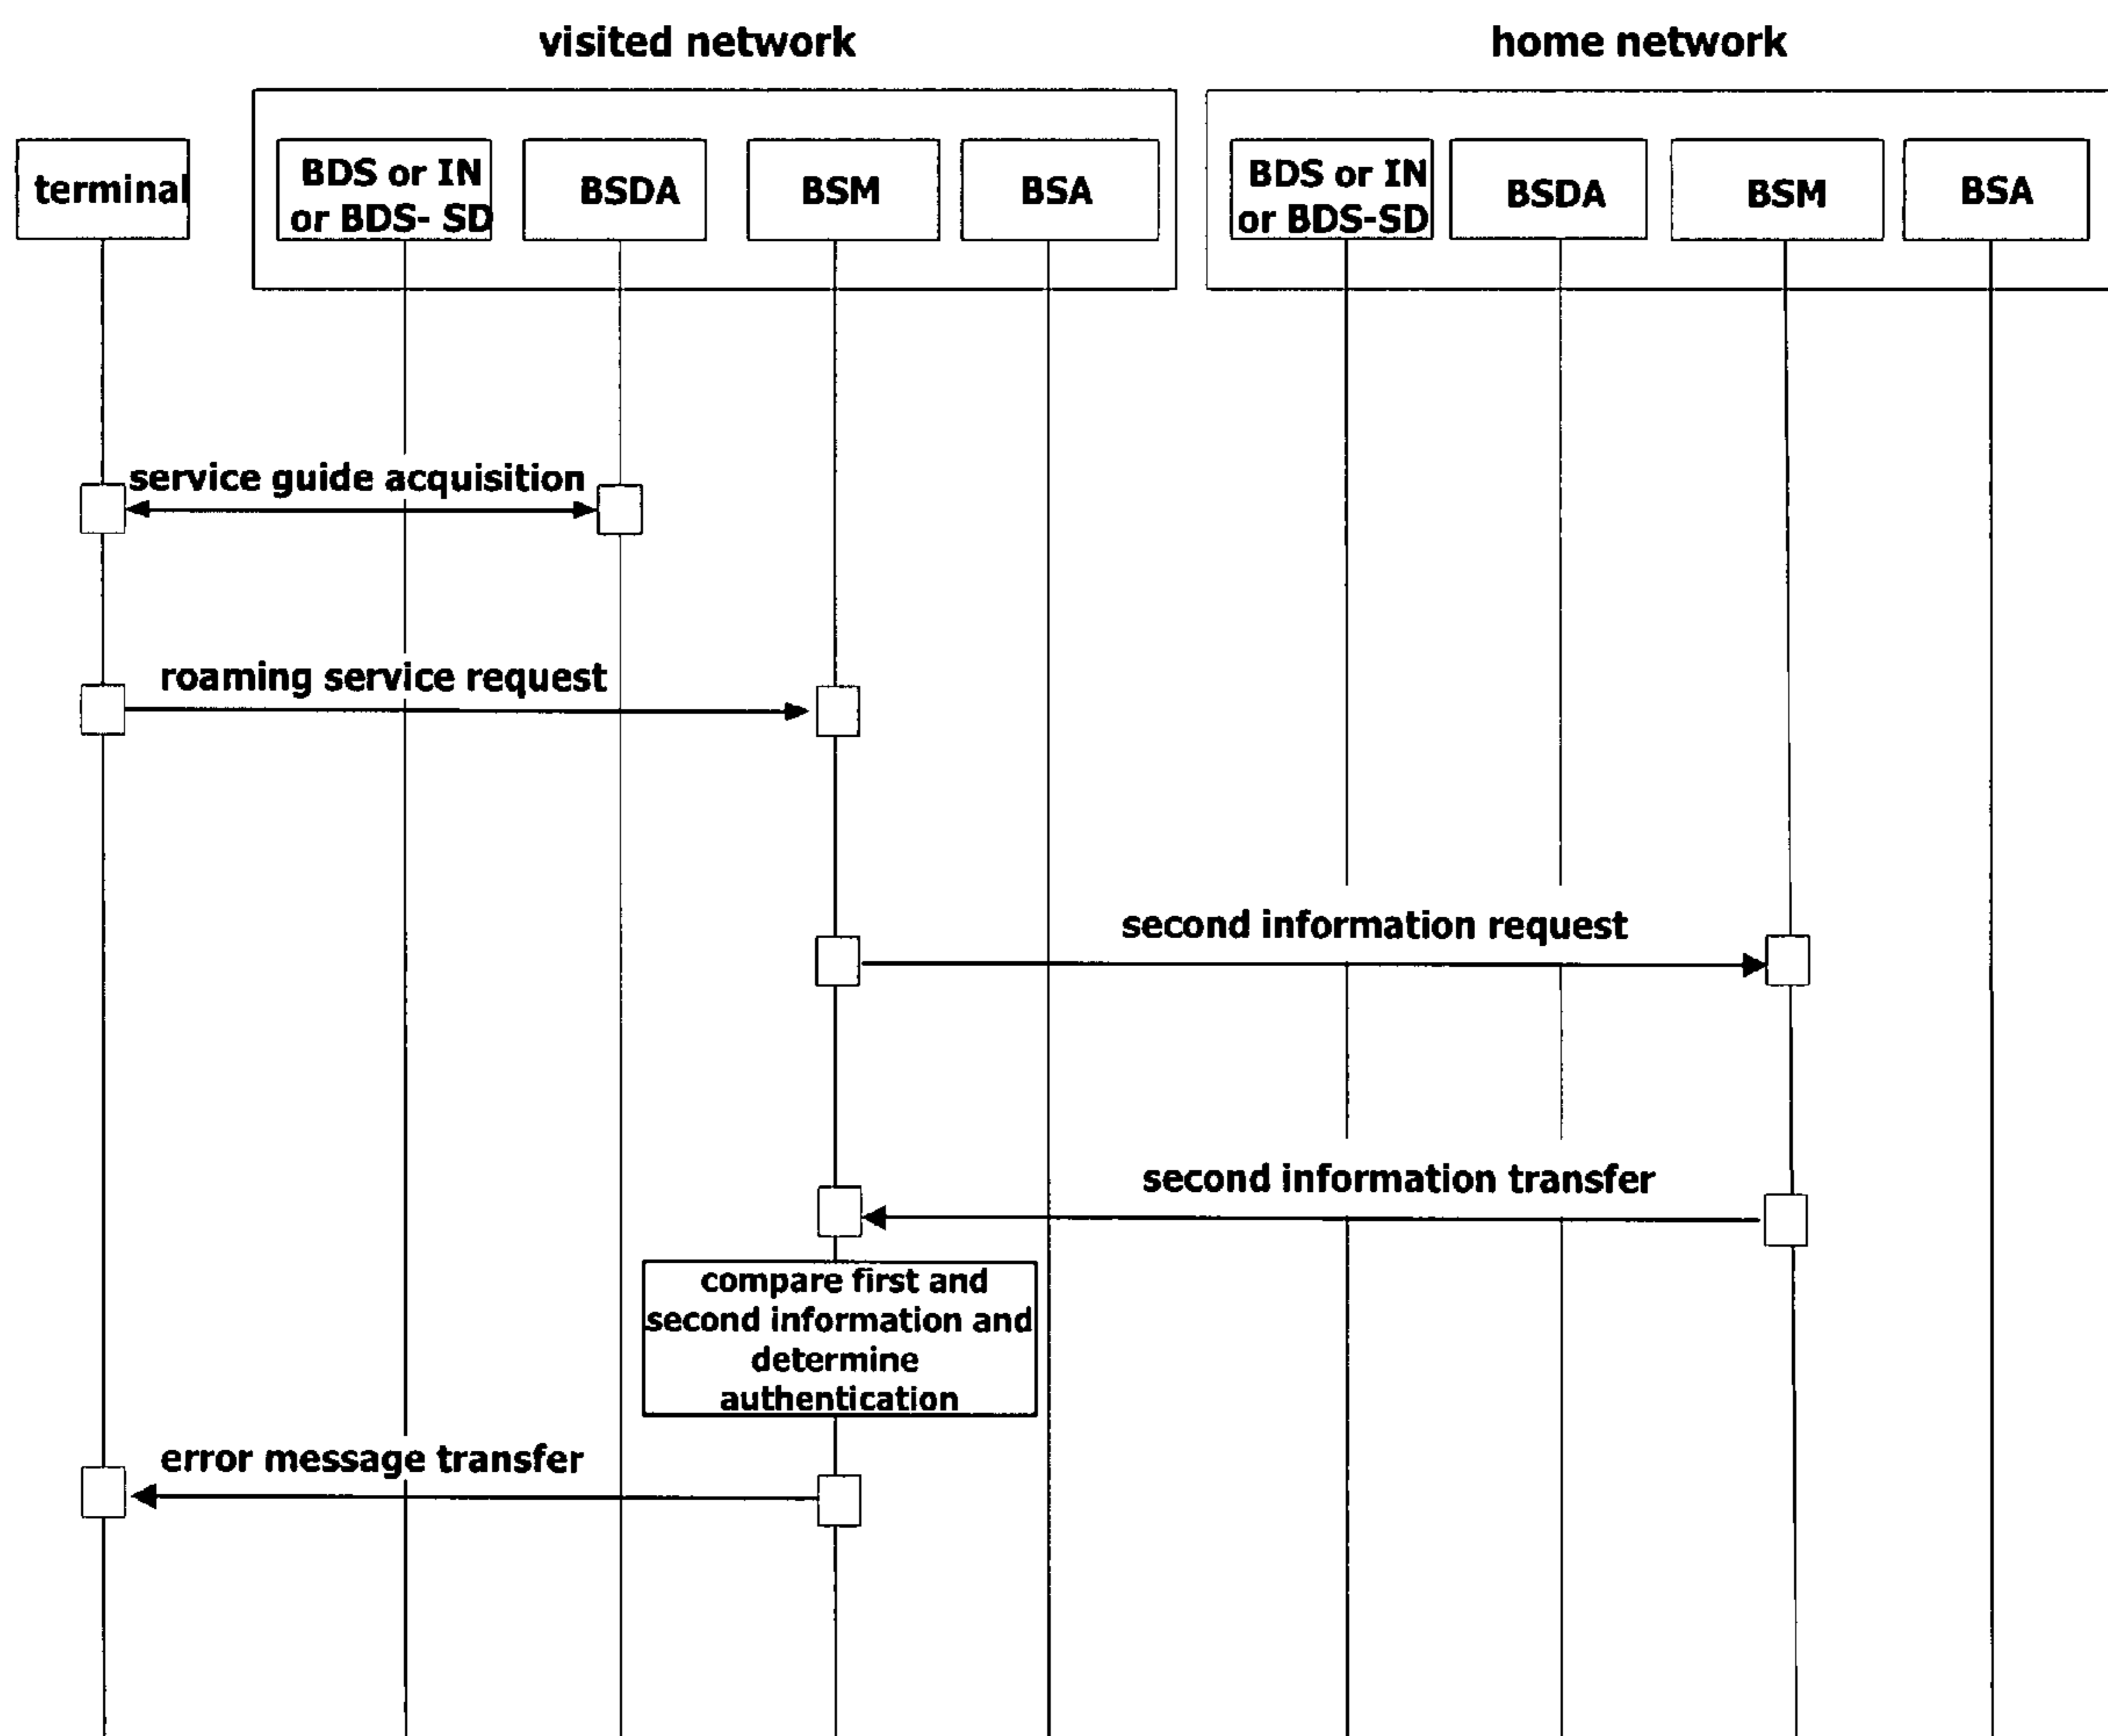 visited network
home network
terminal
BDS or IN
or BDS- SD
BSDA
BSM
BSA
BDS or IN
or BDS-SD
BSDA
BSM
BSA
service guide acquisition
roaming service request
second information request
second information transfer
compare first and
second information and
determine
authentication
error message transfer